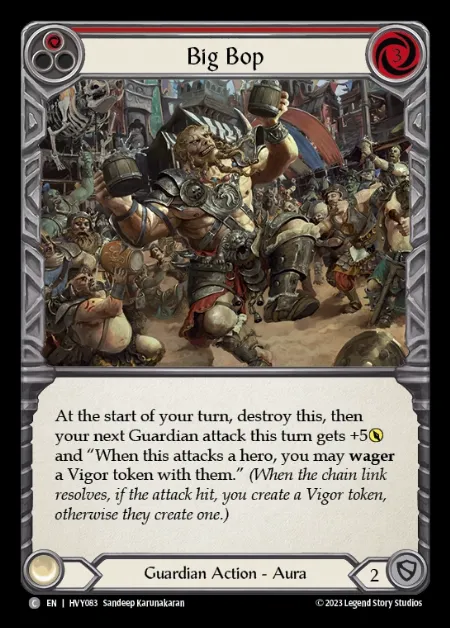 Big Bop
3
At the start of your turn, destroy this, then
your next Guardian attack this turn gets +5
and “When this attacks a hero, you may wager
a Vigor token with them.” (When the chain link
resolves, if the attack hit, you create a Vigor token,
otherwise they create one.)
Guardian Action - Aura
2
C EN | HVY083 Sandeep Karunakaran
© 2023 Legend Story Studios